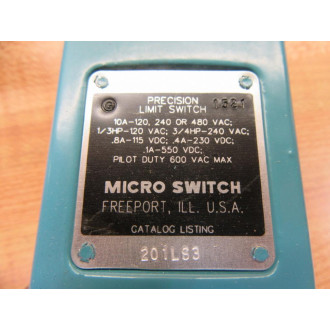 PRECISION
LIMIT SWITCH
10A-120, 240 OR 480 VAC;
1/3HP-120 VAC; 3/4HP-240 VAC;
.8A-115 VDC; .4A-230 VDC;
.1A-550 VDC;
PILOT DUTY 600 VAC MAX
MICRO SWITCH
FREEPORT, ILL. U.S.A.
CATALOG LISTING
201LS3